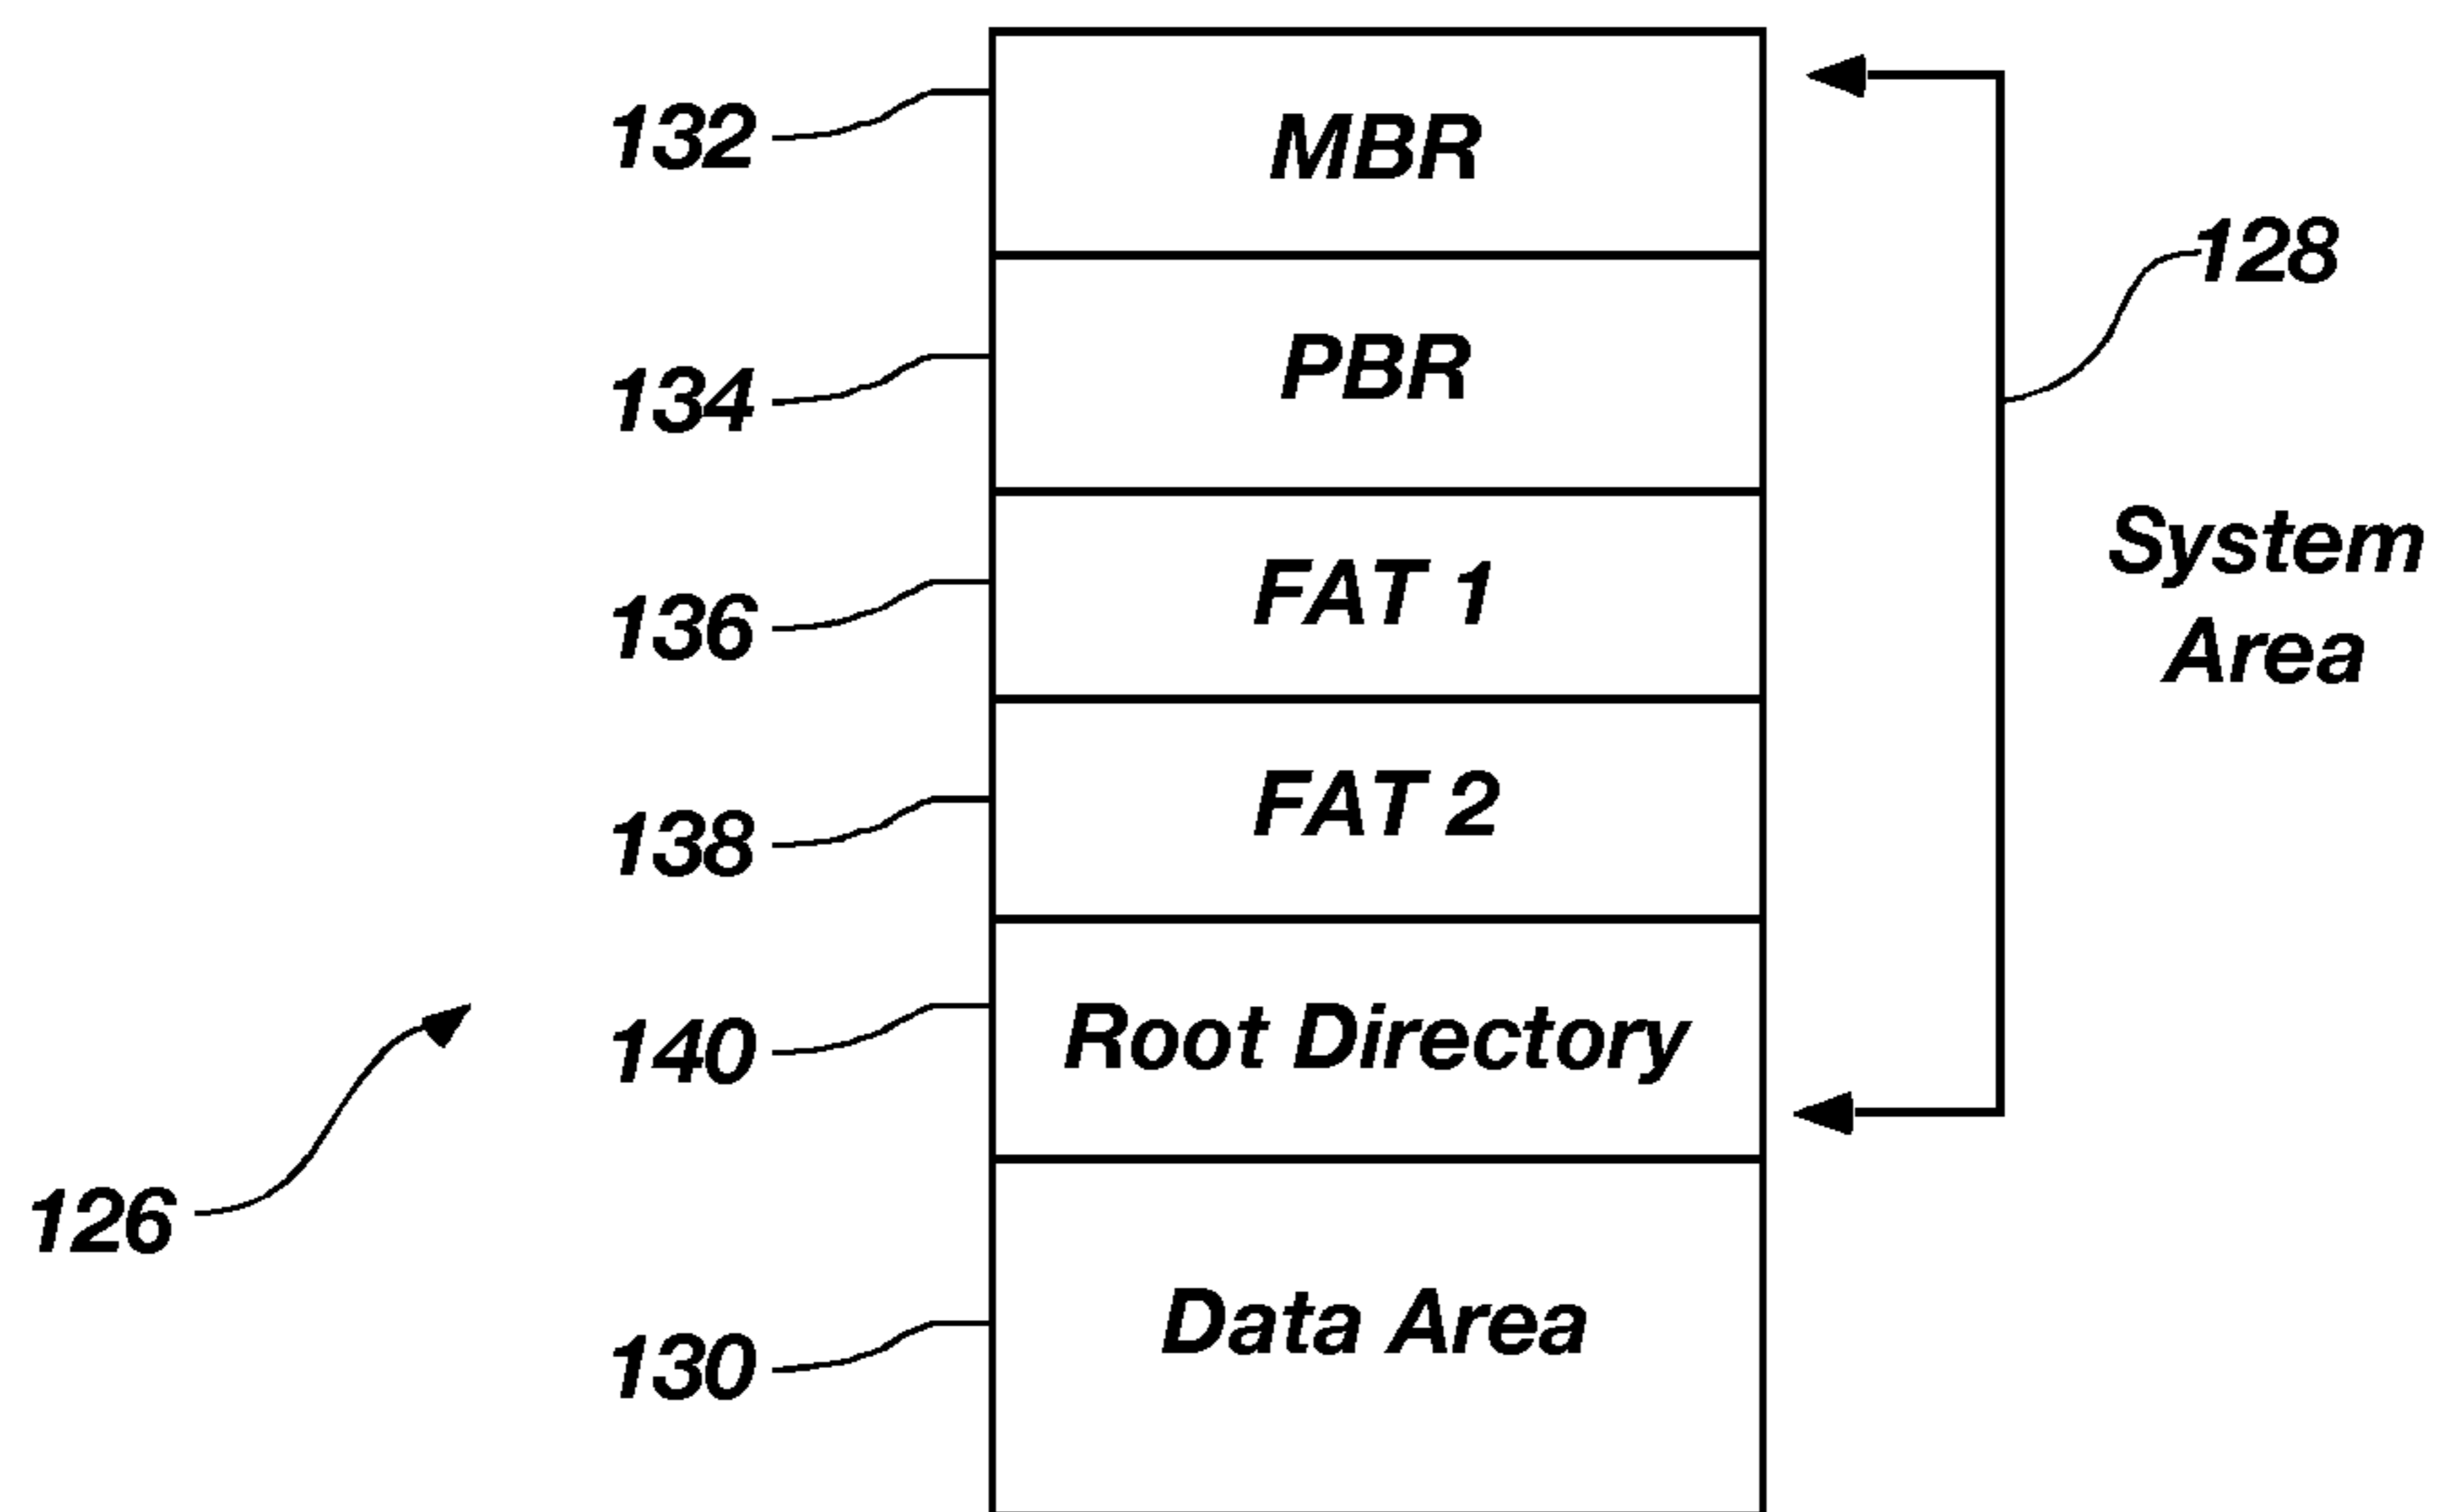 132
MBR
128
134
PBR
System
Area
136
FAT 1
138
FAT 2
140
Root Directory
126
130
Data Area